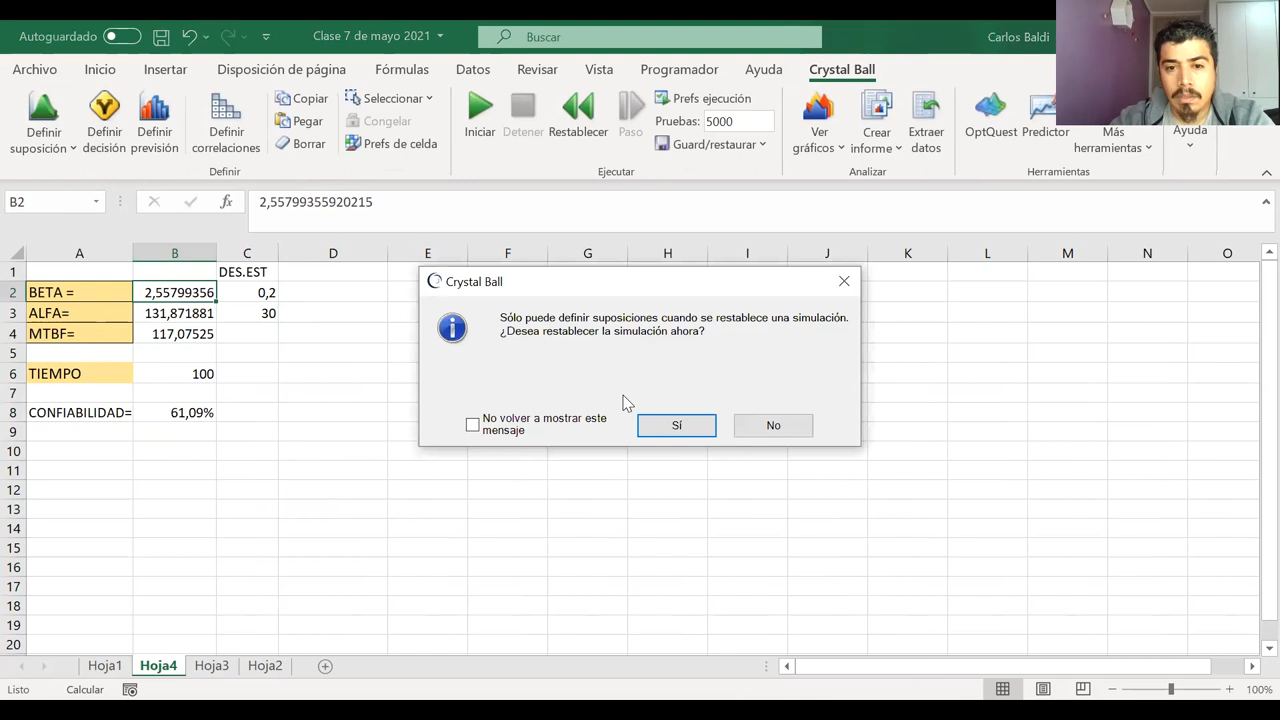 Autoguardado
Clase 7 de mayo 2021
Buscar
Carlos Baldi
Archivo
Inicio
Insertar
Disposición de página
Fórmulas
Datos
Revisar
Vista
Programador
Ayuda
Crystal Ball
Definir suposición
Definir decisión
Definir previsión
Definir correlaciones
Copiar
Pegar
Borrar
Seleccionar
Congelar
Prefs de celda
Definir
Iniciar
Detener
Restablecer
Paso
Prefs ejecución
Pruebas: 5000
Guard/restaurar
Ejecutar
Ver gráficos
Crear informe
Extraer datos
Analizar
OptQuest
Predictor
Más herramientas
Herramientas
Ayuda
B2
fx
2,55799355920215
A B C D E F G H I J K L M N O
1 DES.EST
2 BETA = 2,55799356 0,2
3 ALFA= 131,871881 30
4 MTBF= 117,07525
5
6 TIEMPO 100
7
8 CONFIABILIDAD= 61,09%
9
10
11
12
13
14
15
16
17
18
19
20
Crystal Ball
Sólo puede definir suposiciones cuando se restablece una simulación.
¿Desea restablecer la simulación ahora?
No volver a mostrar este
mensaje
Sí
No
Hoja1
Hoja4
Hoja3
Hoja2
Listo
Calcular
100%